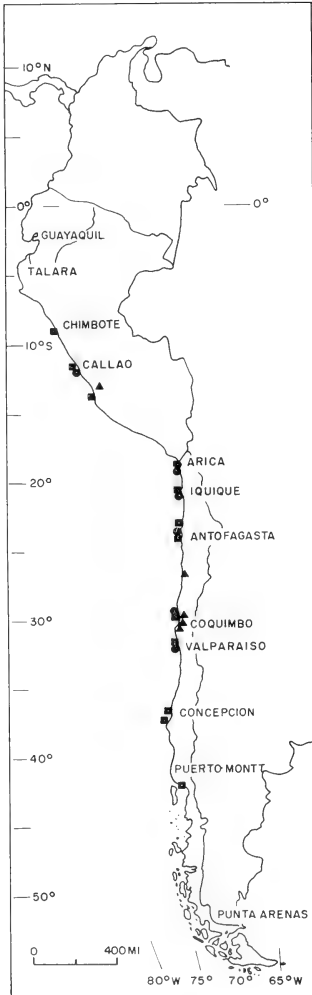 10°N
0°
0°
GUAYAQUIL
TALARA
CHIMBOTE
10°S
CALLAO
ARICA
20°
IQUIQUE
ANTOFAGASTA
30°
COQUIMBO
VALPARAISO
CONCEPCION
40°
PUERTO MONTT
50°
PUNTA ARENAS
0 400 MI
80°W 75° 70° 65°W